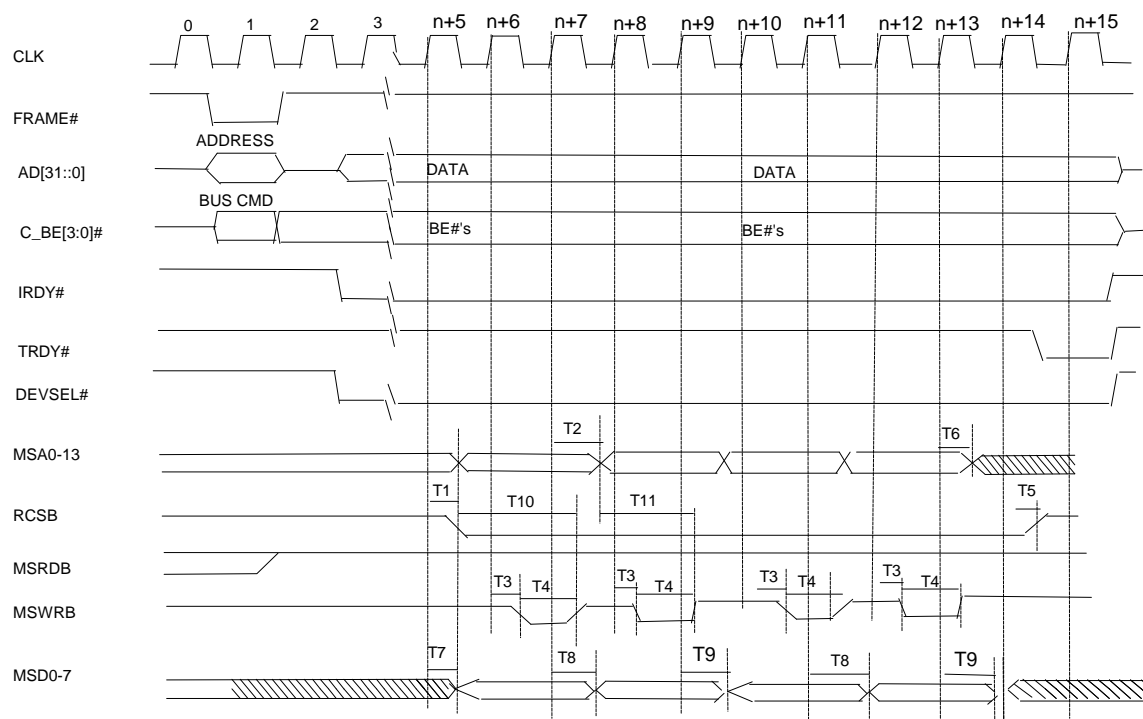 0 1 2 3 n+5 n+6 n+7 n+8 n+9 n+10 n+11 n+12 n+13 n+14 n+15
CLK
FRAME#
ADDRESS
AD[31::0] DATA DATA
BUS CMD
C_BE[3:0]# BE#'s BE#'s
IRDY#
TRDY#
DEVSEL#
T2 T6
MSA0-13
T1 T10 T11 T5
RCSB
MSRDB
T3 T4 T3 T4 T3 T4 T3 T4
MSWRB
T7 T8 T9 T8 T9
MSD0-7